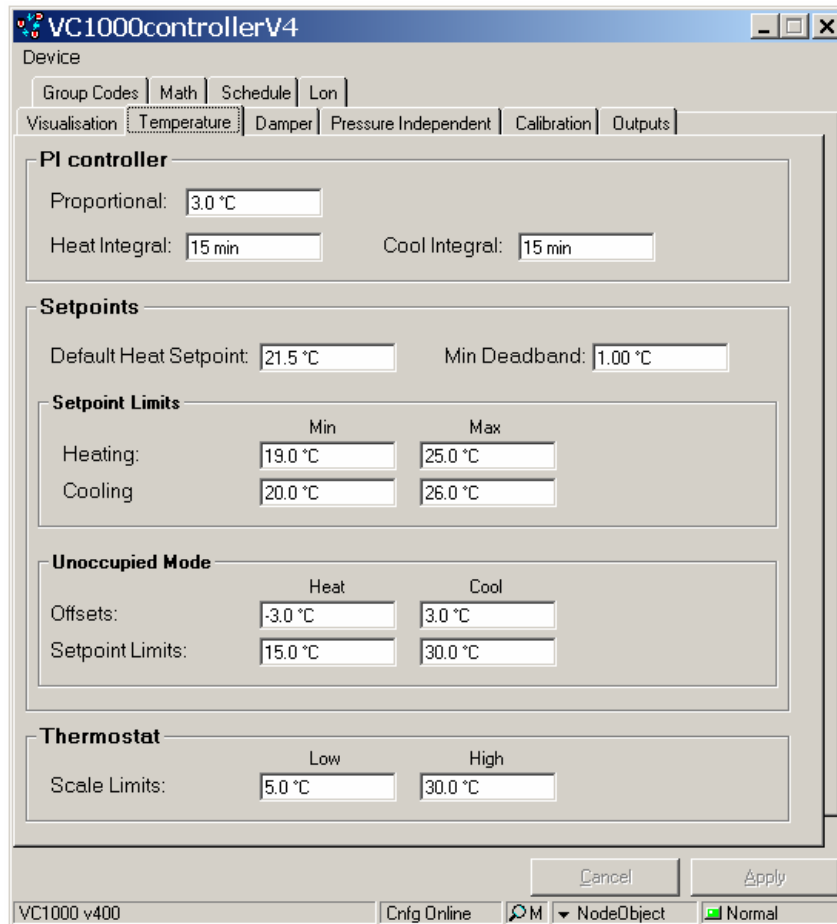 VC1000controllerV4
Device
Group Codes Math Schedule Lon
Visualisation Temperature Damper Pressure Independent Calibration Outputs
PI controller
Proportional: 3.0 °C
Heat Integral: 15 min Cool Integral: 15 min
Setpoints
Default Heat Setpoint: 21.5 °C Min Deadband: 1.00 °C
Setpoint Limits
Min Max
Heating: 19.0 °C 25.0 °C
Cooling 20.0 °C 26.0 °C
Unoccupied Mode
Heat Cool
Offsets: -3.0 °C 3.0 °C
Setpoint Limits: 15.0 °C 30.0 °C
Thermostat
Low High
Scale Limits: 5.0 °C 30.0 °C
Cancel Apply
VC1000 v400 Cnfg Online M NodeObject Normal